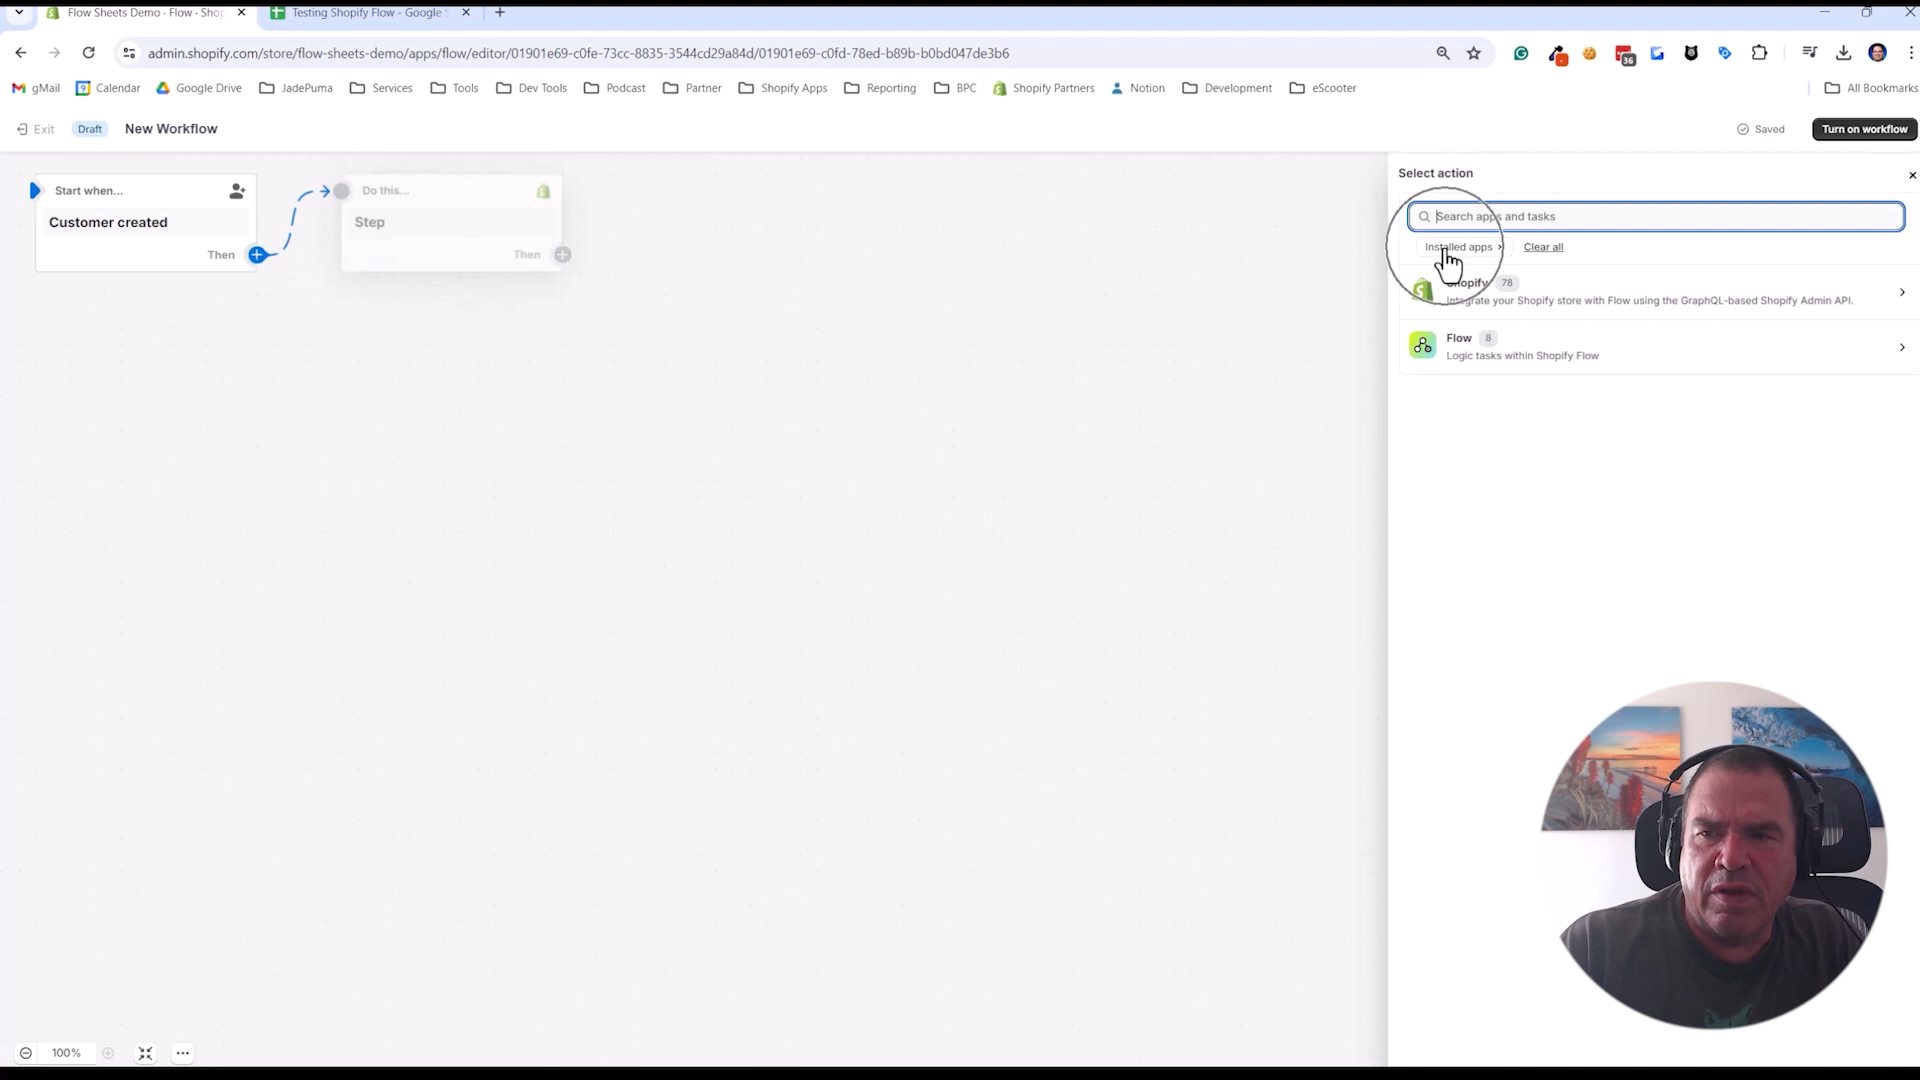 Flow Sheets Demo · Flow · Sho
Testing Shopify Flow - Google S
admin.shopify.com/store/flow-sheets-demo/apps/flow/editor/01901e69-c0fe-73cc-8835-3544cd29a84d/01901e69-c0fd-78ed-b89b-b0bd047de3b6
36
gMail
9
Calendar
Google Drive
JadePuma
Services
Tools
Dev Tools
Podcast
Partner
Shopify Apps
Reporting
BPC
Shopify Partners
Notion
Development
eScooter
All Bookmarks
Exit
Draft
New Workflow
Saved
Turn on workflow
Start when...
Customer created
Then
Do this...
Step
Then
Select action
Search apps and tasks
Installed apps
Clear all
Shopify 78
Integrate your Shopify store with Flow using the GraphQL-based Shopify Admin API.
Flow 8
Logic tasks within Shopify Flow
100%